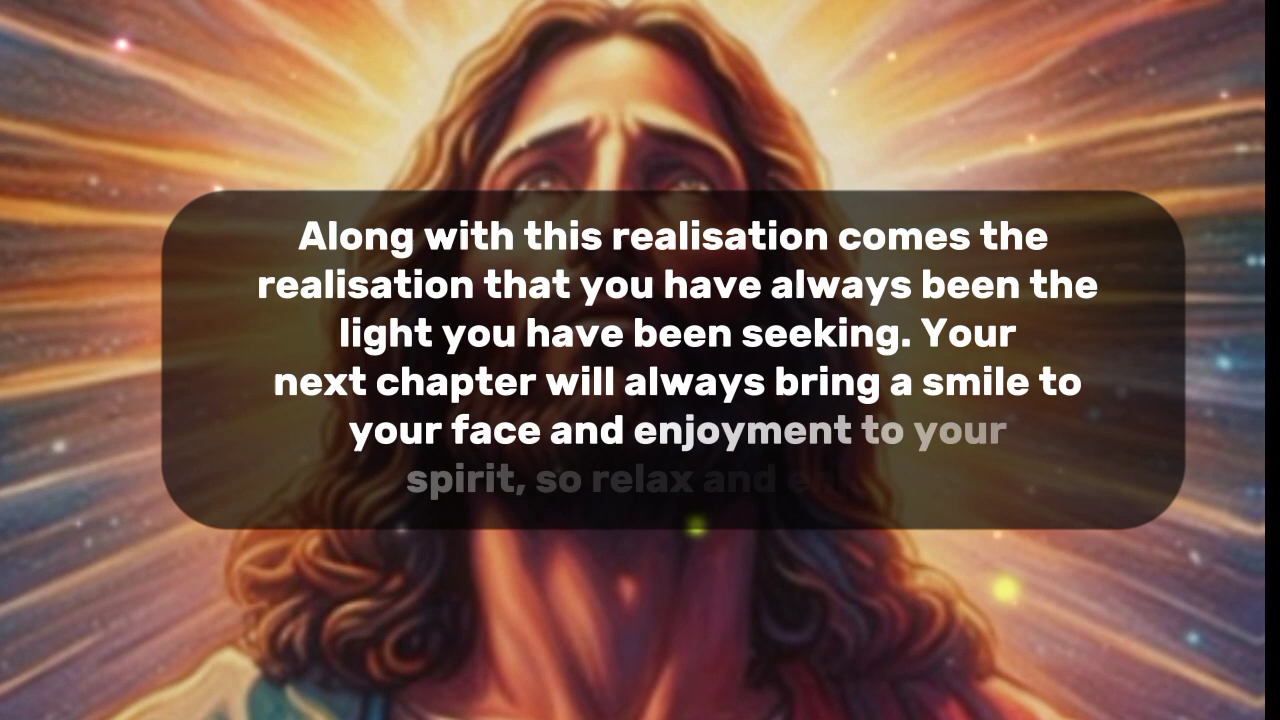 Along with this realisation comes the
realisation that you have always been the
light you have been seeking. Your
next chapter will always bring a smile to
your face and enjoyment to your
spirit, so relax and